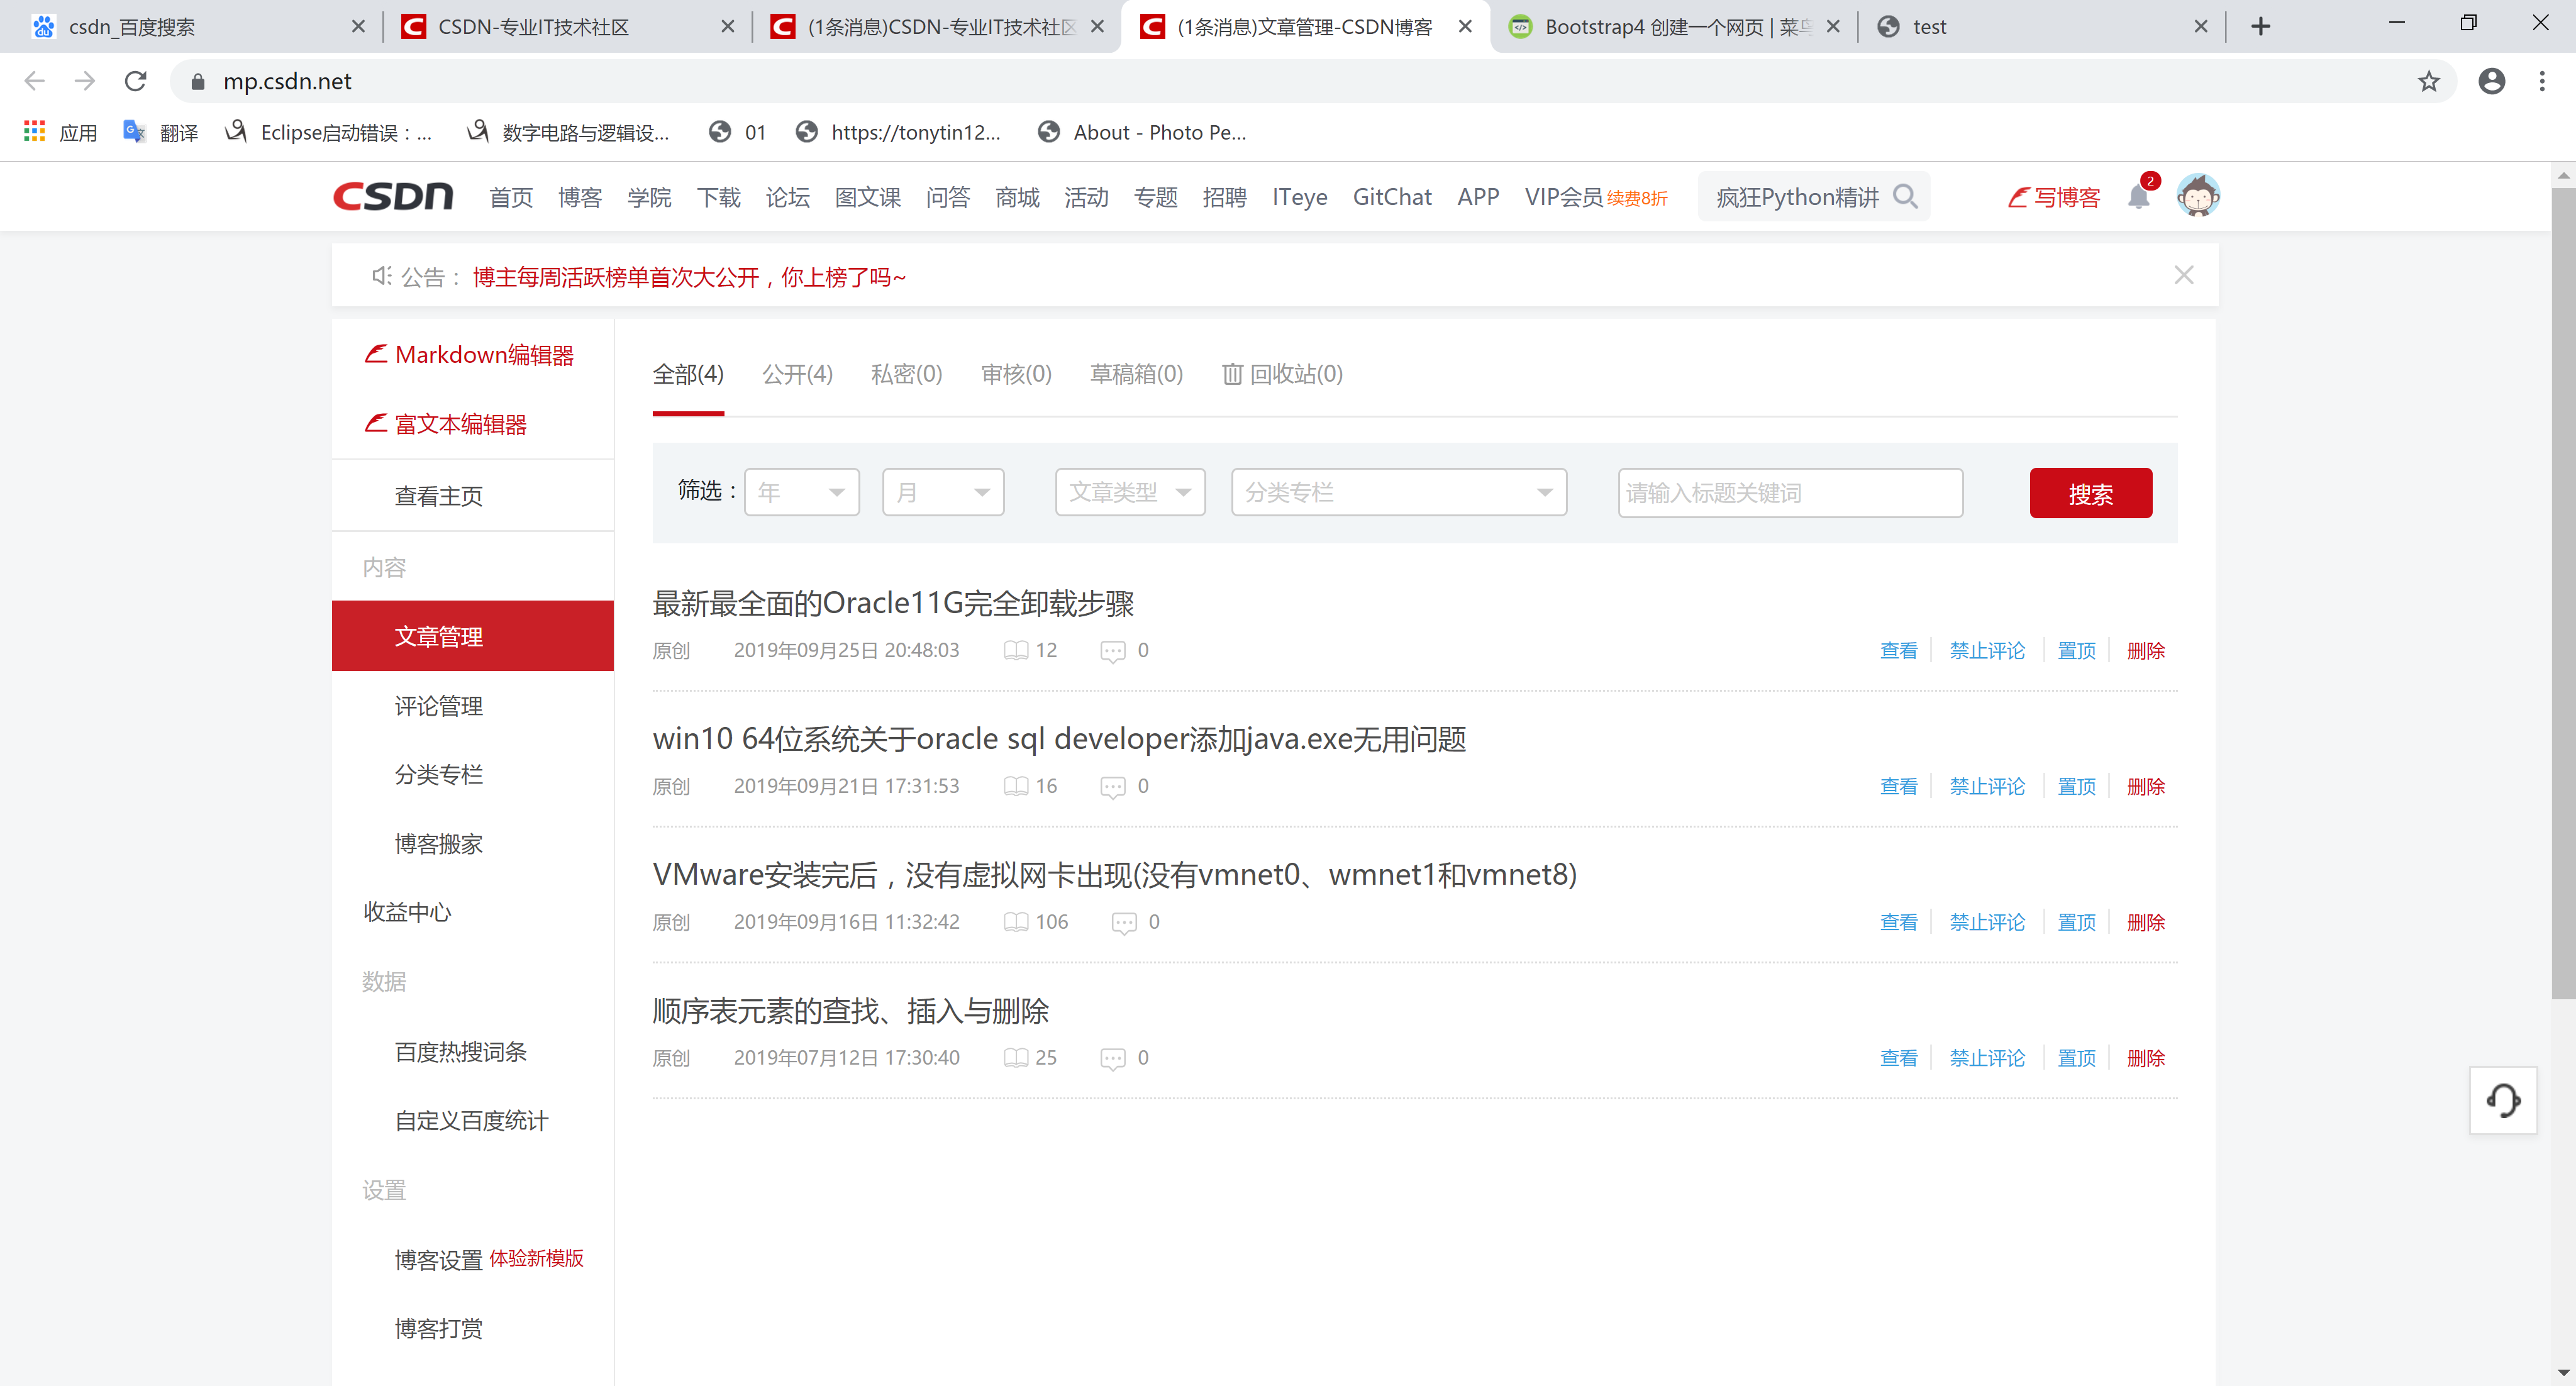 csdn_百度搜索
CSDN-专业IT技术社区
(1条消息)CSDN-专业IT技术社区
(1条消息)文章管理-CSDN博客
Bootstrap4 创建一个网页 | 菜鸟
test
mp.csdn.net
应用 翻译 Eclipse启动错误：... 数字电路与逻辑设... 01 https://tonytin12... About - Photo Pe...
CSDN 首页 博客 学院 下载 论坛 图文课 问答 商城 活动 专题 招聘 ITeye GitChat APP VIP会员 续费8折 疯狂Python精讲 写博客 2
公告： 博主每周活跃榜单首次大公开，你上榜了吗~
Markdown编辑器
富文本编辑器
查看主页
内容
文章管理
评论管理
分类专栏
博客搬家
收益中心
数据
百度热搜词条
自定义百度统计
设置
博客设置 体验新模版
博客打赏
全部(4) 公开(4) 私密(0) 审核(0) 草稿箱(0) 回收站(0)
筛选： 年 月 文章类型 分类专栏 请输入标题关键词 搜索
最新最全面的Oracle11G完全卸载步骤
原创 2019年09月25日 20:48:03 12 0 查看 禁止评论 置顶 删除
win10 64位系统关于oracle sql developer添加java.exe无用问题
原创 2019年09月21日 17:31:53 16 0 查看 禁止评论 置顶 删除
VMware安装完后，没有虚拟网卡出现(没有vmnet0、wmnet1和vmnet8)
原创 2019年09月16日 11:32:42 106 0 查看 禁止评论 置顶 删除
顺序表元素的查找、插入与删除
原创 2019年07月12日 17:30:40 25 0 查看 禁止评论 置顶 删除